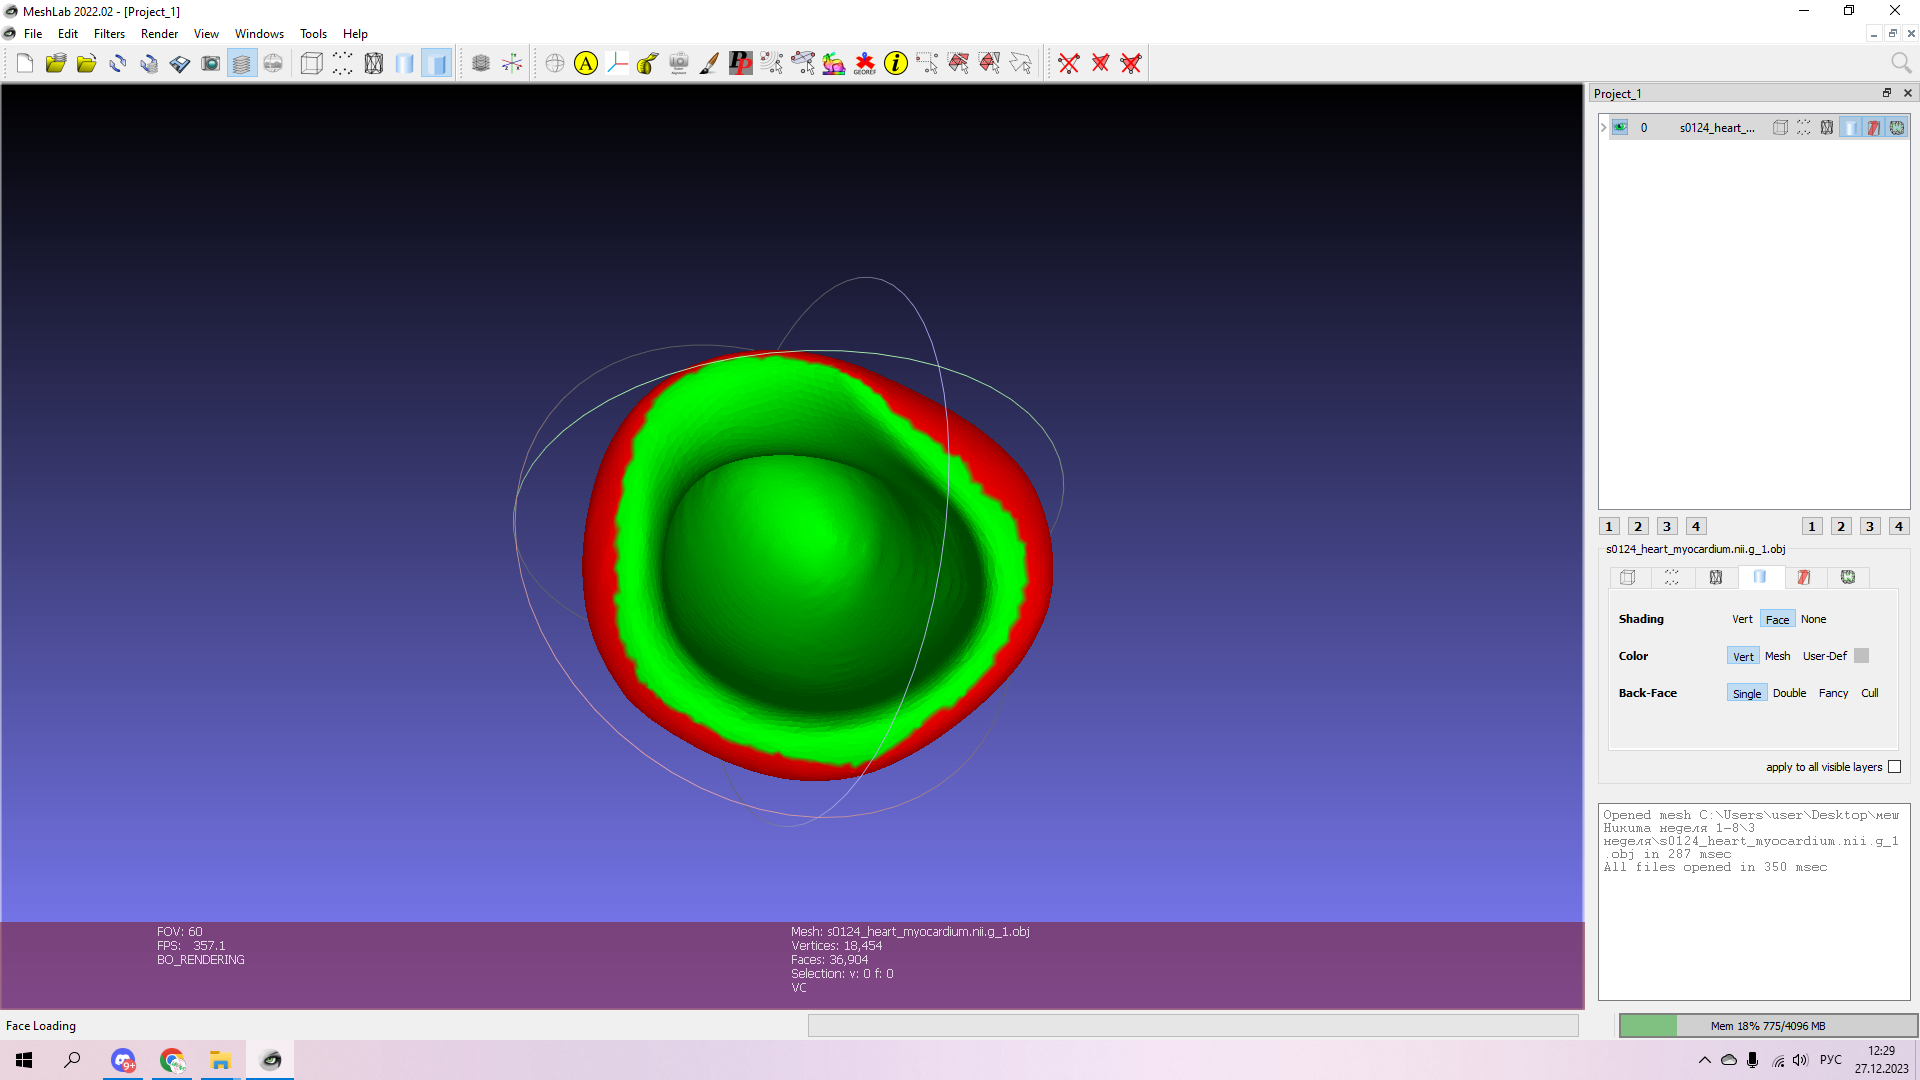 MeshLab 2022.02 - [Project_1]
File Edit Filters Render View Windows Tools Help
A
PP
GEOREF
i
Project_1
0 s0124_heart_...
1 2 3 4 1 2 3 4
s0124_heart_myocardium.nii.g_1.obj
Shading Vert Face None
Color Vert Mesh User-Def
Back-Face Single Double Fancy Cull
apply to all visible layers
Opened mesh C:\Users\user\Desktop\меш
Никита неделя 1-8\3
неделя\s0124_heart_myocardium.nii.g_1
.obj in 287 msec
All files opened in 350 msec
FOV: 60
FPS: 357.1
BO_RENDERING
Mesh: s0124_heart_myocardium.nii.g_1.obj
Vertices: 18,454
Faces: 36,904
Selection: v: 0 f: 0
VC
Face Loading
Mem 18% 775/4096 MB
9+
РУС
12:29
27.12.2023